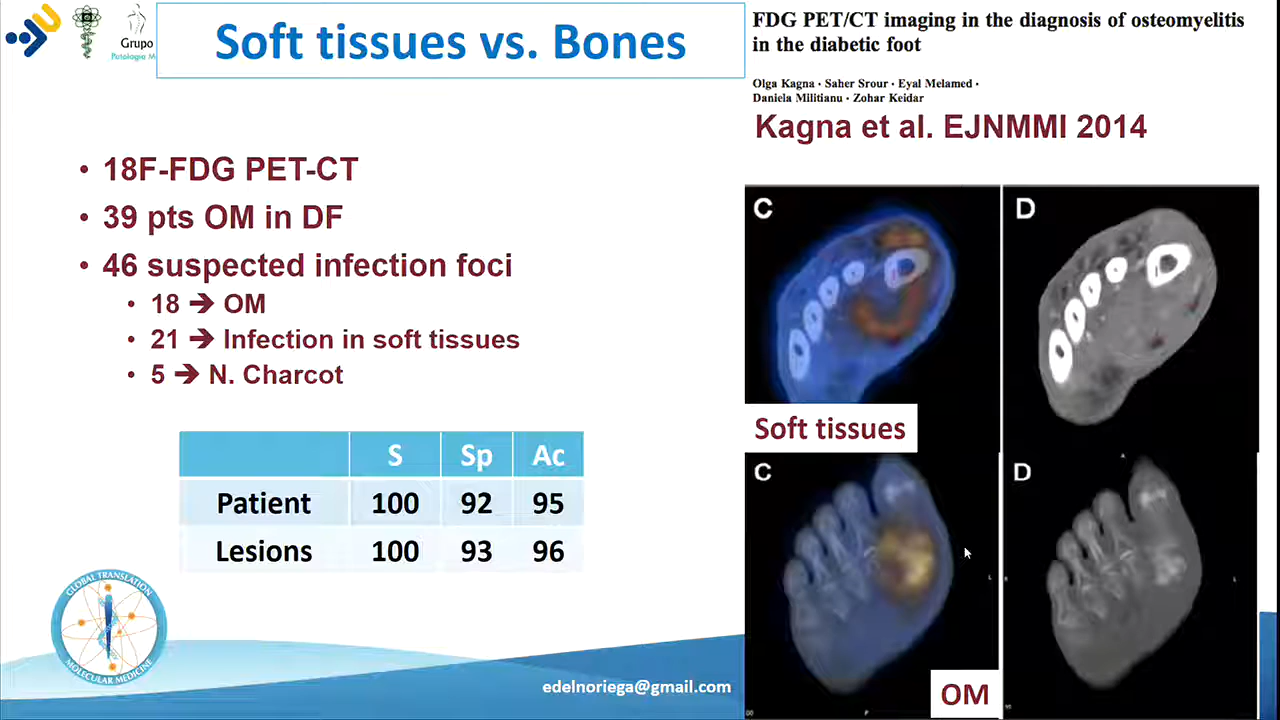 Grupo
Patología M
Soft tissues vs. Bones
FDG PET/CT imaging in the diagnosis of osteomyelitis
in the diabetic foot
Olga Kagna · Saher Srour · Eyal Melamed ·
Daniela Militianu · Zohar Keidar
Kagna et al. EJNMMI 2014
• 18F-FDG PET-CT
• 39 pts OM in DF
• 46 suspected infection foci
• 18 ➔ OM
• 21 ➔ Infection in soft tissues
• 5 ➔ N. Charcot
S Sp Ac
Patient 100 92 95
Lesions 100 93 96
C D
Soft tissues
C D
A
L L
OM
P
GLOBAL TRANSLATION
MOLECULAR MEDICINE
edelnoriega@gmail.com